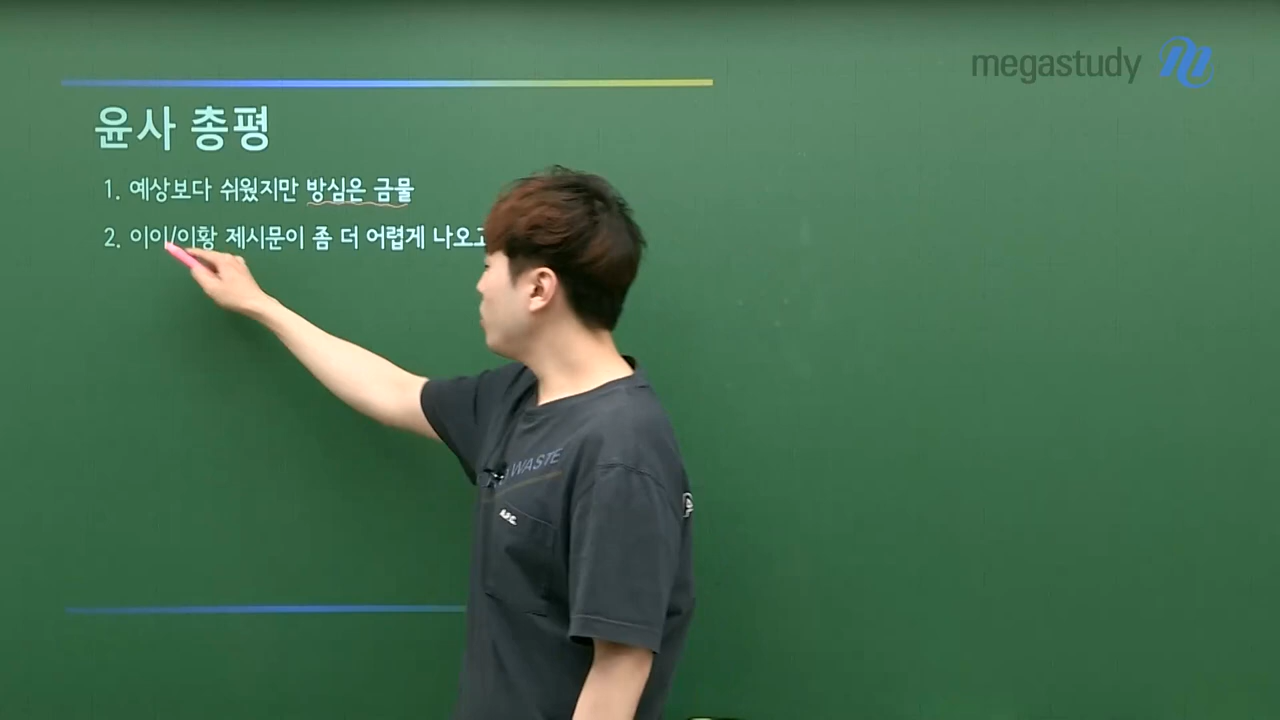 megastudy
윤사 총평
1. 예상보다 쉬웠지만 방심은 금물
2. 이이/이황 제시문이 좀 더 어렵게 나오고
WASTE
A.P.C.